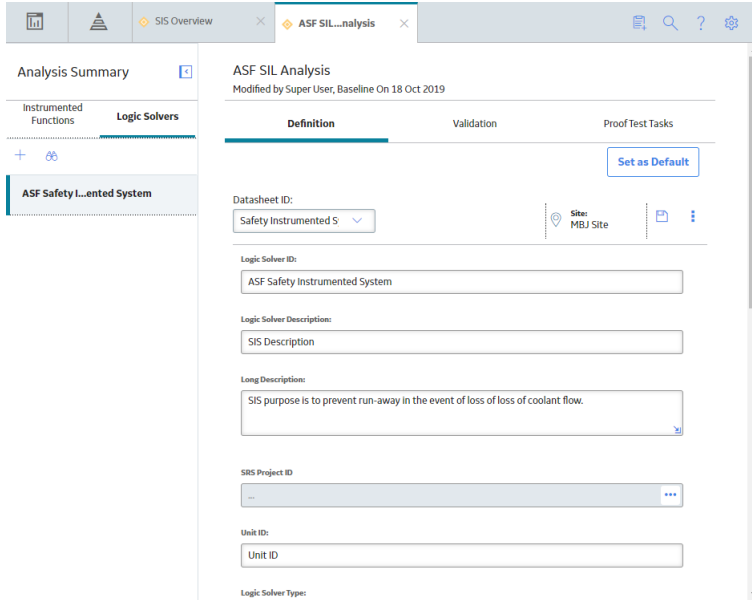 SIS Overview
ASF SIL...nalysis
Analysis Summary
Instrumented
Functions
Logic Solvers
ASF Safety I...ented System
ASF SIL Analysis
Modified by Super User, Baseline On 18 Oct 2019
Definition
Validation
Proof Test Tasks
Set as Default
Datasheet ID:
Safety Instrumented S
Site:
MBJ Site
Logic Solver ID:
ASF Safety Instrumented System
Logic Solver Description:
SIS Description
Long Description:
SIS purpose is to prevent run-away in the event of loss of loss of coolant flow.
SRS Project ID
...
Unit ID:
Unit ID
Logic Solver Type: